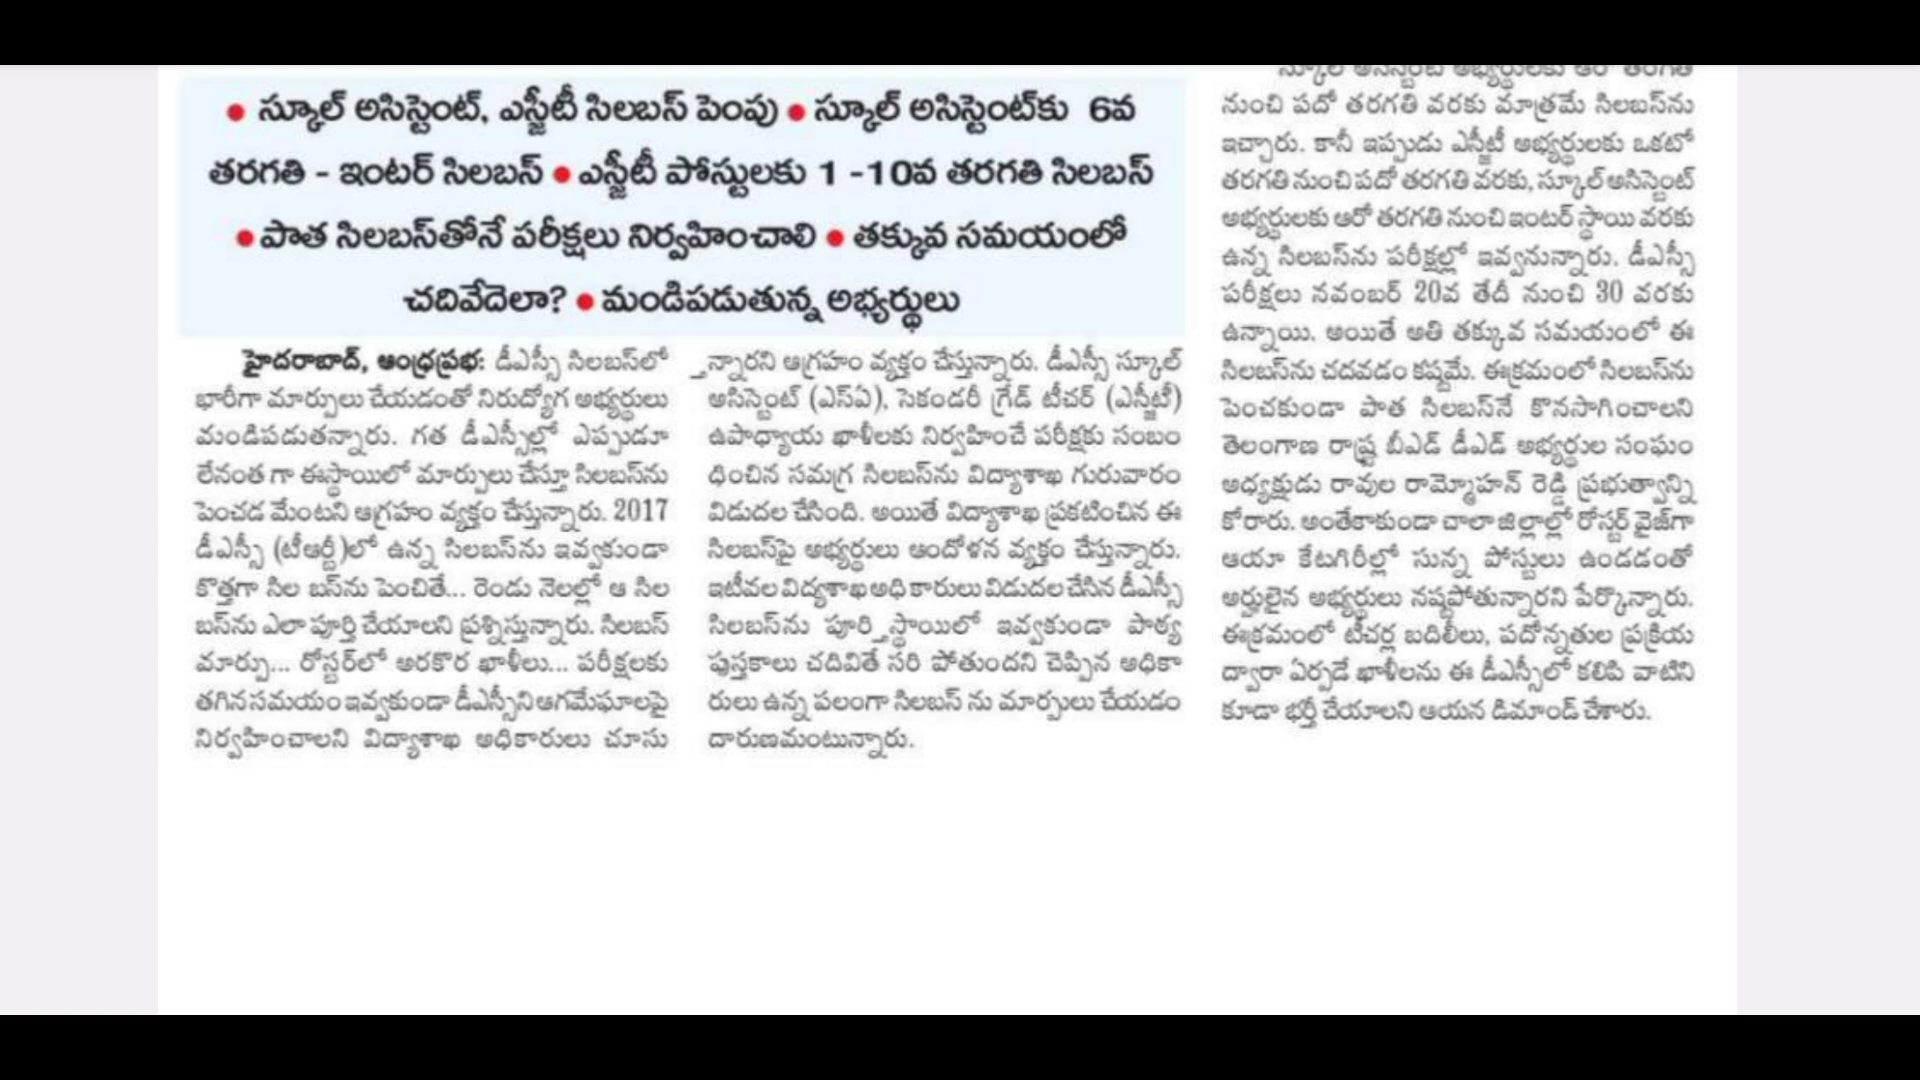 ● స్కూల్ అసిస్టెంట్, ఎస్జీటీ సిలబస్ పెంపు ● స్కూల్ అసిస్టెంట్‌కు 6వ
తరగతి - ఇంటర్ సిలబస్ ● ఎస్జీటీ పోస్టులకు 1 -10వ తరగతి సిలబస్
● పాత సిలబస్‌తోనే పరీక్షలు నిర్వహించాలి ● తక్కువ సమయంలో
చదివేదెలా? ● మండిపడుతున్న అభ్యర్థులు
హైదరాబాద్, ఆంధ్రప్రభ: డీఎస్సీ సిలబస్‌లో
భారీగా మార్పులు చేయడంతో నిరుద్యోగ అభ్యర్థులు
మండిపడుతన్నారు. గత డీఎస్సీల్లో ఎప్పుడూ
లేనంత గా ఈస్థాయిలో మార్పులు చేస్తూ సిలబస్‌ను
పెంచడ మేంటని ఆగ్రహం వ్యక్తం చేస్తున్నారు. 2017
డీఎస్సీ (టీఆర్టీ)లో ఉన్న సిలబస్‌ను ఇవ్వకుండా
కొత్తగా సిల బస్‌ను పెంచితే... రెండు నెలల్లో ఆ సిల
బస్‌ను ఎలా పూర్తి చేయాలని ప్రశ్నిస్తున్నారు. సిలబస్
మార్పు... రోస్టర్‌లో అరకొర ఖాళీలు... పరీక్షలకు
తగిన సమయం ఇవ్వకుండా డీఎస్సీని ఆగమేఘాలపై
నిర్వహించాలని విద్యాశాఖ అధికారులు చూసు
్తన్నారని ఆగ్రహం వ్యక్తం చేస్తున్నారు. డీఎస్సీ స్కూల్
అసిస్టెంట్ (ఎస్ఏ), సెకండరీ గ్రేడ్ టీచర్ (ఎస్జీటీ)
ఉపాధ్యాయ ఖాళీలకు నిర్వహించే పరీక్షకు సంబం
ధించిన సమగ్ర సిలబస్‌ను విద్యాశాఖ గురువారం
విడుదల చేసింది. అయితే విద్యాశాఖ ప్రకటించిన ఈ
సిలబస్‌పై అభ్యర్థులు ఆందోళన వ్యక్తం చేస్తున్నారు.
ఇటీవల విద్యశాఖ అధి కారులు విడుదల చేసిన డీఎస్సీ
సిలబస్‌ను పూర్తి స్థాయిలో ఇవ్వకుండా పాఠ్య
పుస్తకాలు చదివితే సరి పోతుందని చెప్పిన అధికా
రులు ఉన్న పలంగా సిలబస్ ను మార్పులు చేయడం
దారుణమంటున్నారు.
స్కూల్ అసిస్టెంట్ అభ్యర్థులకు ఆరో తరగతి
నుంచి పదో తరగతి వరకు మాత్రమే సిలబస్‌ను
ఇచ్చారు. కానీ ఇప్పుడు ఎస్జీటీ అభ్యర్థులకు ఒకటో
తరగతి నుంచి పదో తరగతి వరకు, స్కూల్ అసిస్టెంట్
అభ్యర్థులకు ఆరో తరగతి నుంచి ఇంటర్ స్థాయి వరకు
ఉన్న సిలబస్‌ను పరీక్షల్లో ఇవ్వనున్నారు. డీఎస్సీ
పరీక్షలు నవంబర్ 20వ తేదీ నుంచి 30 వరకు
ఉన్నాయి. అయితే అతి తక్కువ సమయంలో ఈ
సిలబస్‌ను చదవడం కష్టమే. ఈక్రమంలో సిలబస్‌ను
పెంచకుండా పాత సిలబస్‌నే కొనసాగించాలని
తెలంగాణ రాష్ట్ర బీఎడ్ డీఎడ్ అభ్యర్థుల సంఘం
అధ్యక్షుడు రావుల రామ్మోహన్ రెడ్డి ప్రభుత్వాన్ని
కోరారు. అంతేకాకుండా చాలా జిల్లాల్లో రోస్టర్ వైజ్‌గా
ఆయా కేటగిరీల్లో సున్న పోస్టులు ఉండడంతో
అర్హులైన అభ్యర్థులు నష్టపోతున్నారని పేర్కొన్నారు.
ఈక్రమంలో టీచర్ల బదిలీలు, పదోన్నతుల ప్రక్రియ
ద్వారా ఏర్పడే ఖాళీలను ఈ డీఎస్సీలో కలిపి వాటిని
కూడా భర్తీ చేయాలని ఆయన డిమాండ్ చేశారు.